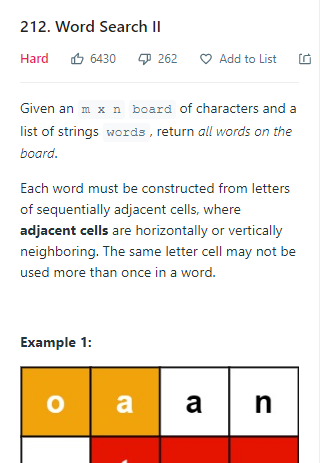 212. Word Search II
Hard 6430 262 Add to List
Given an m x n board of characters and a
list of strings words , return all words on the
board.
Each word must be constructed from letters
of sequentially adjacent cells, where
adjacent cells are horizontally or vertically
neighboring. The same letter cell may not be
used more than once in a word.
Example 1:
o a a n